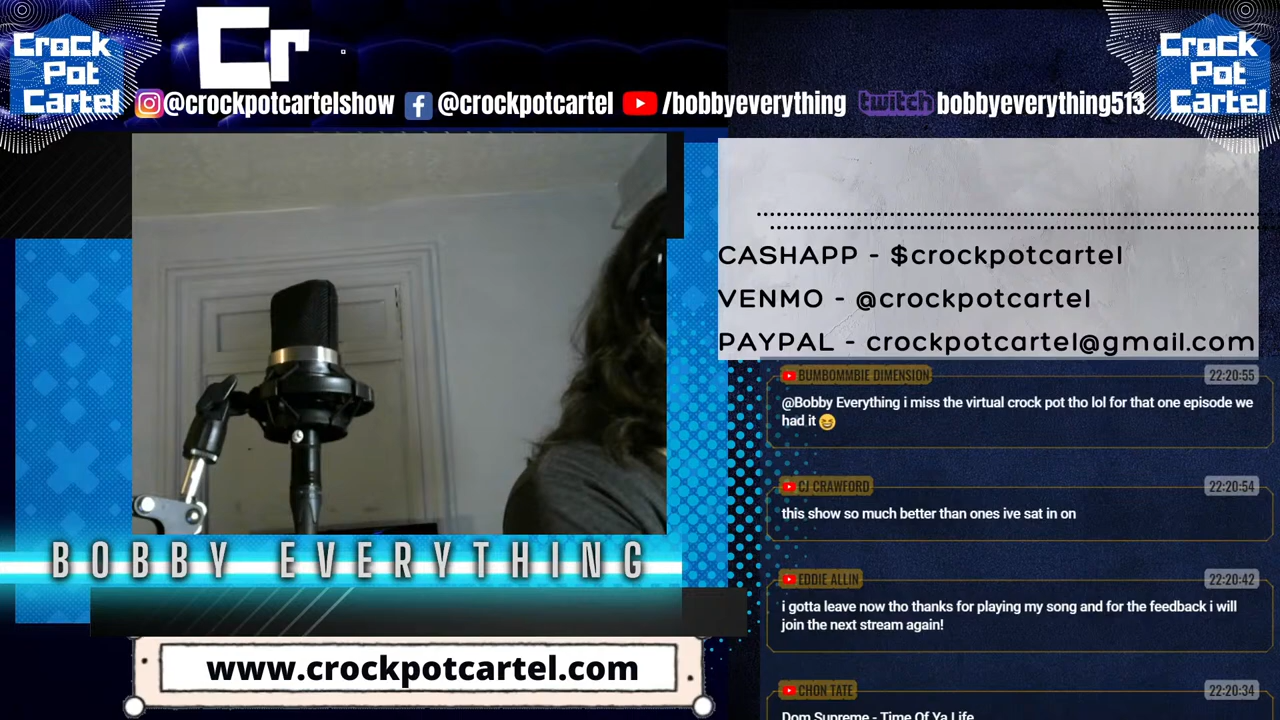 Crock
Pot
Cartel
Cr
@crockpotcartelshow @crockpotcartel /bobbyeverything twitch bobbyeverything513
Crock
Pot
Cartel
CASHAPP - $crockpotcartel
VENMO - @crockpotcartel
PAYPAL - crockpotcartel@gmail.com
BUMBOMMBIE DIMENSION 22:20:55
@Bobby Everything i miss the virtual crock pot tho lol for that one episode we
had it 😆
CJ CRAWFORD 22:20:54
this show so much better than ones ive sat in on
EDDIE ALLIN 22:20:42
i gotta leave now tho thanks for playing my song and for the feedback i will
join the next stream again!
CHON TATE 22:20:34
Dom Supreme - Time Of Ya Life
BOBBY EVERYTHING
www.crockpotcartel.com